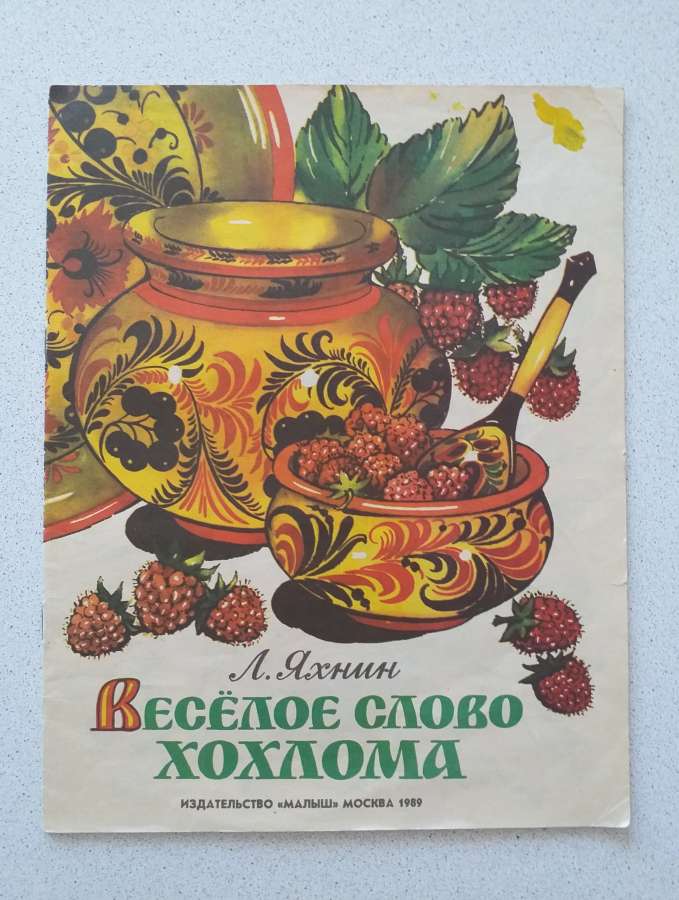 Л. Яхнин
Весёлое слово
хохлома
ИЗДАТЕЛЬСТВО «МАЛЫШ» МОСКВА 1989